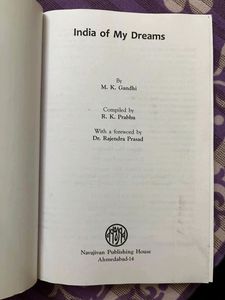 India of My Dreams
By
M. K. Gandhi
Compiled by
R. K. Prabhu
With a foreword by
Dr. Rajendra Prasad
Navajivan Publishing House
Ahmedabad-14